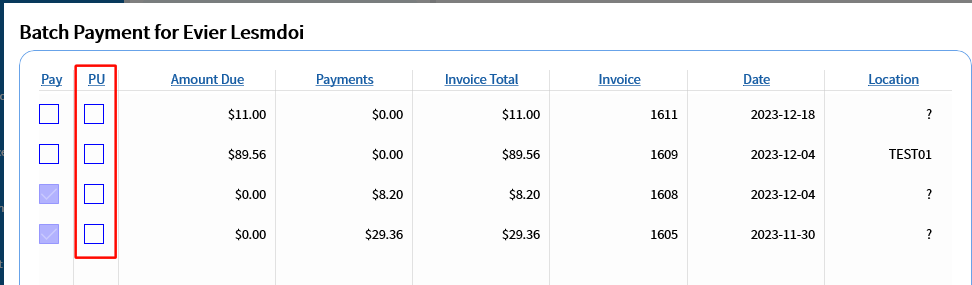 Batch Payment for Evier Lesmdoi
Pay PU Amount Due Payments Invoice Total Invoice Date Location
$11.00 $0.00 $11.00 1611 2023-12-18 ?
$89.56 $0.00 $89.56 1609 2023-12-04 TEST01
$0.00 $8.20 $8.20 1608 2023-12-04 ?
$0.00 $29.36 $29.36 1605 2023-11-30 ?